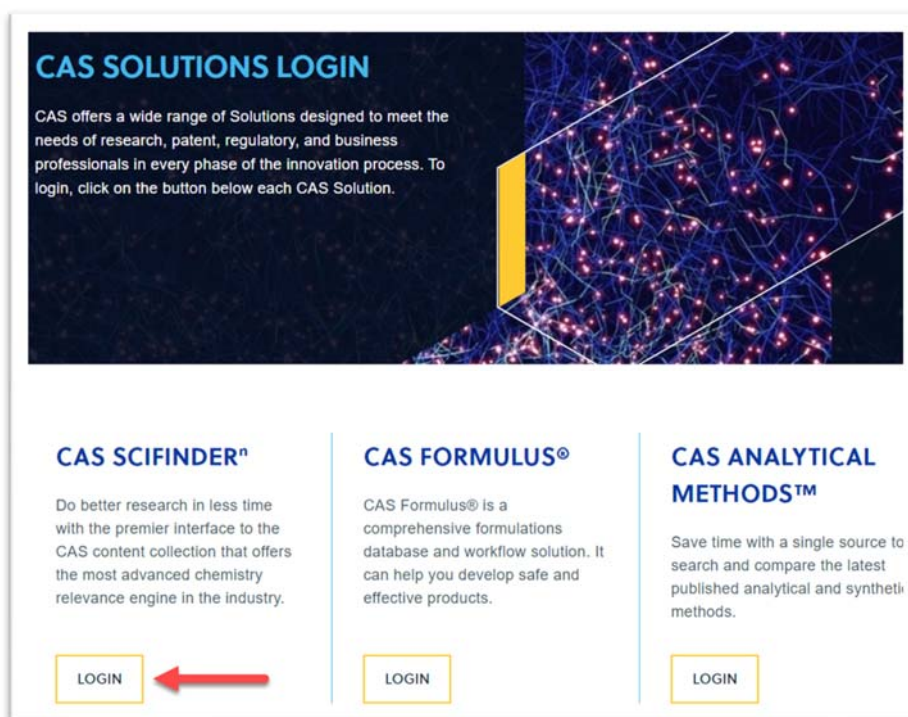 CAS SOLUTIONS LOGIN
CAS offers a wide range of Solutions designed to meet the
needs of research, patent, regulatory, and business
professionals in every phase of the innovation process. To
login, click on the button below each CAS Solution.
CAS SCIFINDERⁿ
Do better research in less time
with the premier interface to the
CAS content collection that offers
the most advanced chemistry
relevance engine in the industry.
LOGIN
CAS FORMULUS®
CAS Formulus® is a
comprehensive formulations
database and workflow solution. It
can help you develop safe and
effective products.
LOGIN
CAS ANALYTICAL
METHODS™
Save time with a single source to
search and compare the latest
published analytical and syntheti
methods.
LOGIN